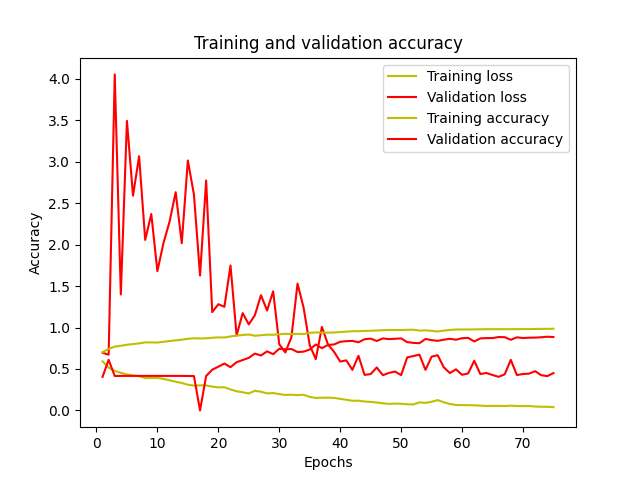 Training and validation accuracy
Training loss
Validation loss
Training accuracy
Validation accuracy
Accuracy
4.0
3.5
3.0
2.5
2.0
1.5
1.0
0.5
0.0
0 10 20 30 40 50 60 70
Epochs